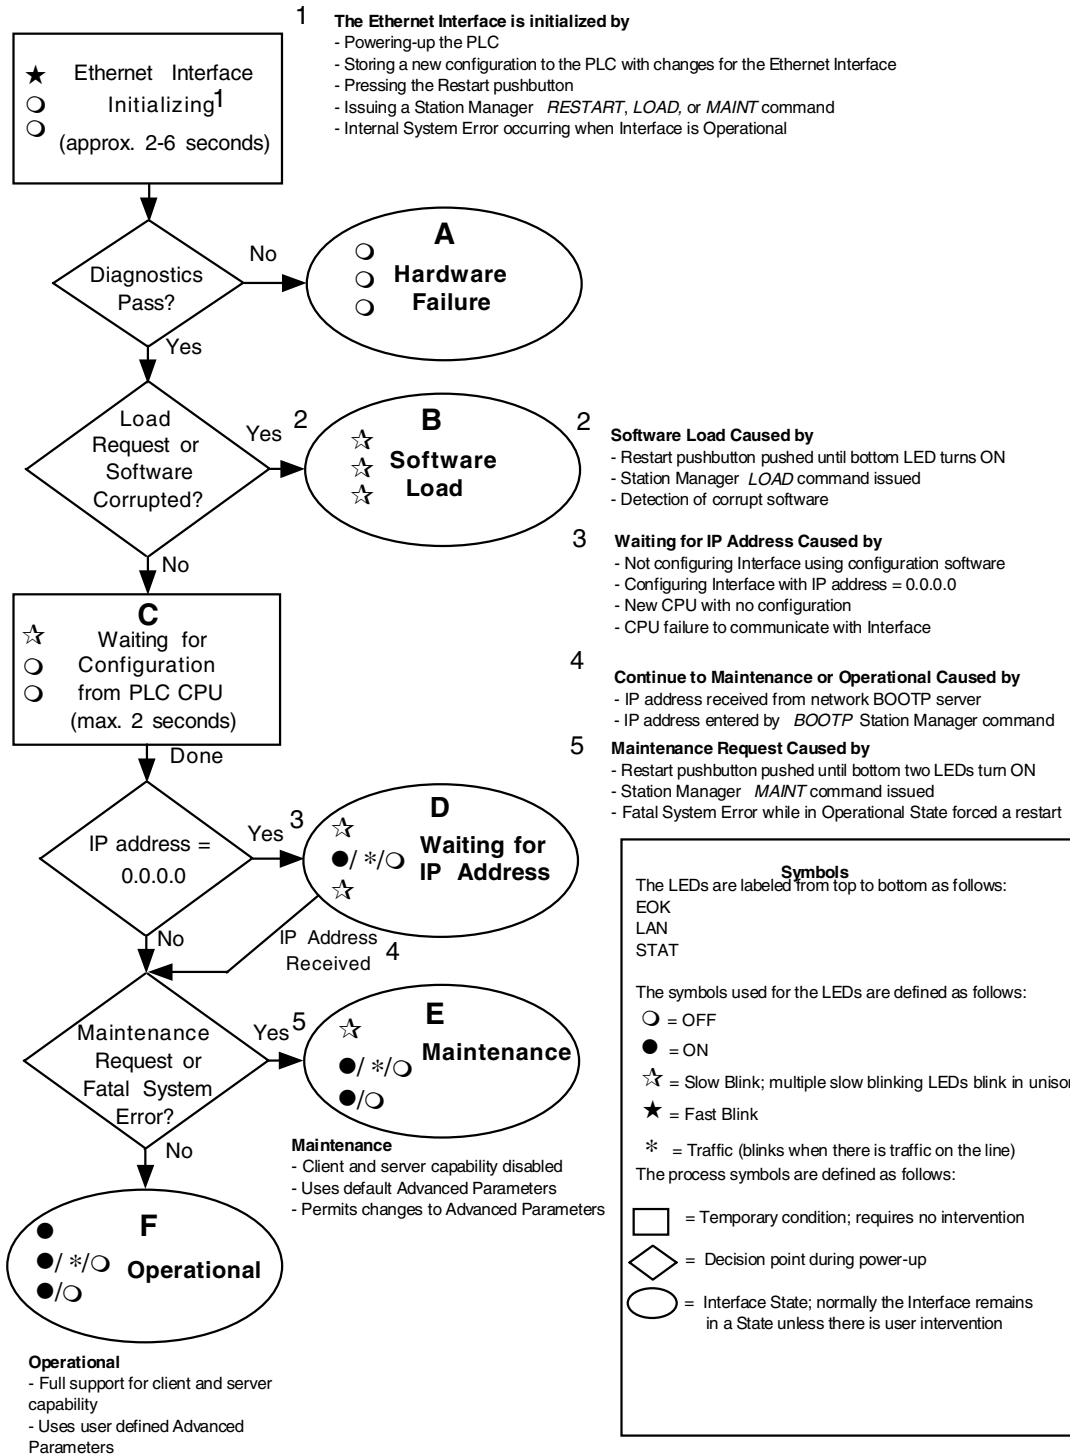 1
The Ethernet Interface is initialized by
- Powering-up the PLC
- Storing a new configuration to the PLC with changes for the Ethernet Interface
- Pressing the Restart pushbutton
- Issuing a Station Manager RESTART, LOAD, or MAINT command
- Internal System Error occurring when Interface is Operational
Ethernet Interface
Initializing1
(approx. 2-6 seconds)
Diagnostics
Pass?
No
A
Hardware
Failure
Yes
Load
Request or
Software
Corrupted?
Yes 2
B
Software
Load
2
Software Load Caused by
- Restart pushbutton pushed until bottom LED turns ON
- Station Manager LOAD command issued
- Detection of corrupt software
No
3
Waiting for IP Address Caused by
- Not configuring Interface using configuration software
- Configuring Interface with IP address = 0.0.0.0
- New CPU with no configuration
- CPU failure to communicate with Interface
C
Waiting for
Configuration
from PLC CPU
(max. 2 seconds)
4
Continue to Maintenance or Operational Caused by
- IP address received from network BOOTP server
- IP address entered by BOOTP Station Manager command
Done
5
Maintenance Request Caused by
- Restart pushbutton pushed until bottom two LEDs turn ON
- Station Manager MAINT command issued
- Fatal System Error while in Operational State forced a restart
IP address =
0.0.0.0
Yes 3
D
Waiting for
IP Address
/ */
No
IP Address
Received 4
Maintenance
Request or
Fatal System
Error?
Yes 5
E
Maintenance
/ */
/
Maintenance
- Client and server capability disabled
- Uses default Advanced Parameters
- Permits changes to Advanced Parameters
No
F
Operational
/ */
/
Operational
- Full support for client and server
capability
- Uses user defined Advanced
Parameters
Symbols
The LEDs are labeled from top to bottom as follows:
EOK
LAN
STAT
The symbols used for the LEDs are defined as follows:
= OFF
= ON
= Slow Blink; multiple slow blinking LEDs blink in unison
= Fast Blink
* = Traffic (blinks when there is traffic on the line)
The process symbols are defined as follows:
= Temporary condition; requires no intervention
= Decision point during power-up
= Interface State; normally the Interface remains
in a State unless there is user intervention